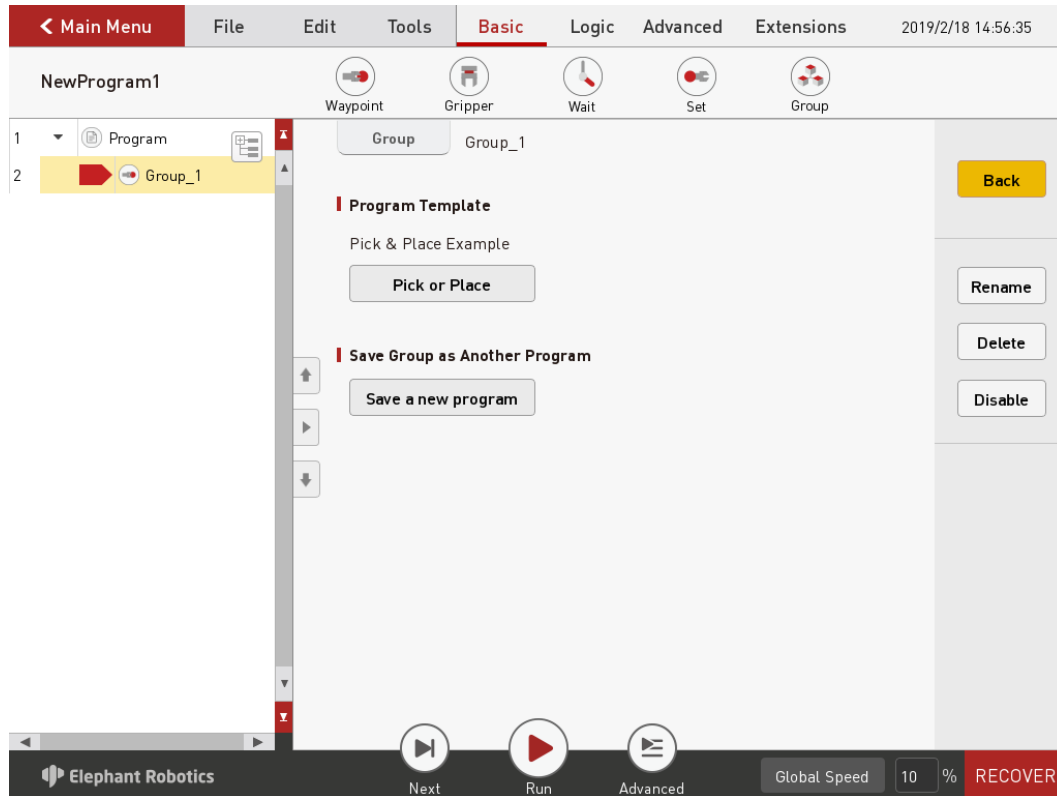 Main Menu File Edit Tools Basic Logic Advanced Extensions 2019/2/18 14:56:35
NewProgram1
Waypoint Gripper Wait Set Group
1 Program
2 Group_1
Group Group_1
Back
Program Template
Pick & Place Example
Pick or Place
Rename
Delete
Save Group as Another Program
Save a new program
Disable
Elephant Robotics
Next Run Advanced
Global Speed 10 % RECOVER